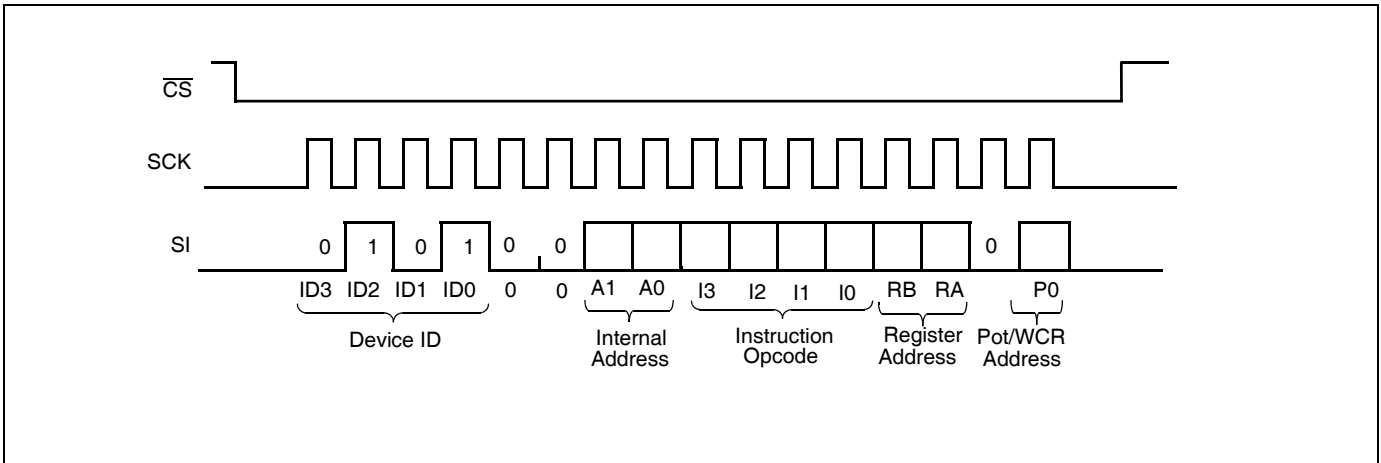 CS
SCK
SI
0 1 0 1 0 0 0
ID3 ID2 ID1 ID0 0 0 A1 A0 I3 I2 I1 I0 RB RA P0
Device ID
Internal
Address
Instruction
Opcode
Register
Address
Pot/WCR
Address